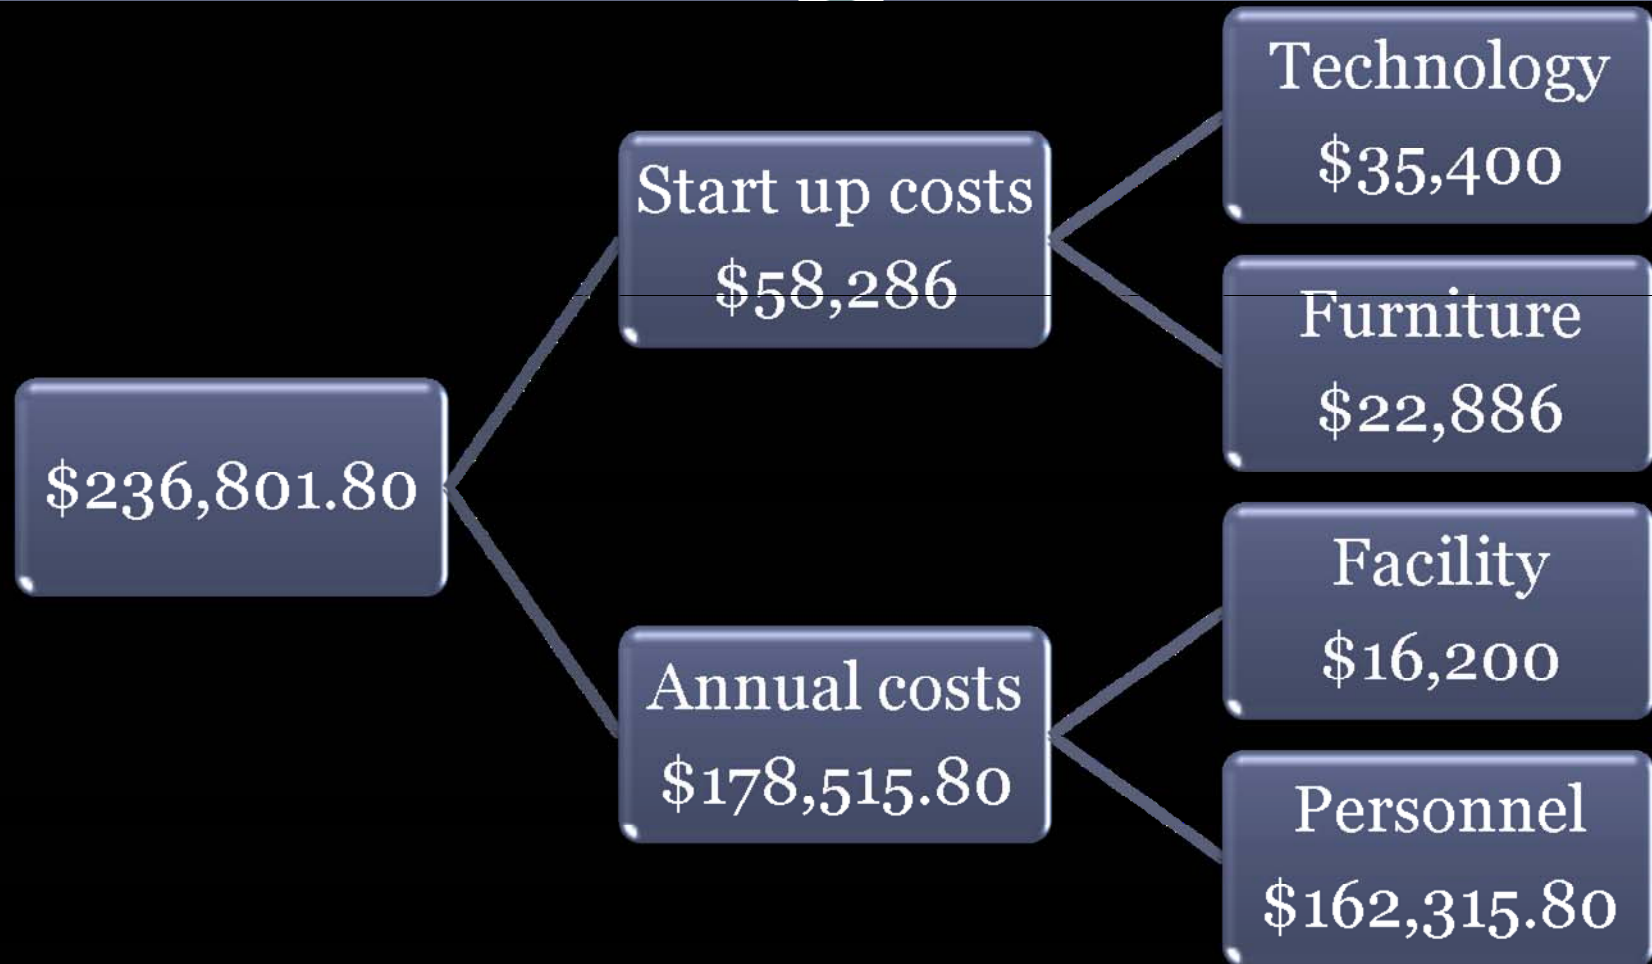 $236,801.80
Start up costs
$58,286
Technology
$35,400
Furniture
$22,886
Annual costs
$178,515.80
Facility
$16,200
Personnel
$162,315.80